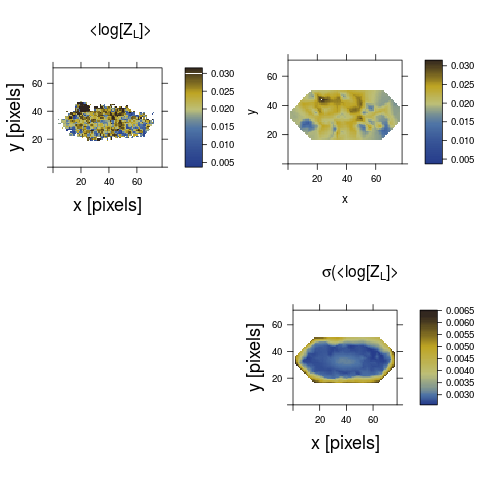 <log[Z_L]>
60
40
20
y [pixels]
20 40 60
x [pixels]
0.030
0.025
0.020
0.015
0.010
0.005
60
40
20
y
20 40 60
x
0.030
0.025
0.020
0.015
0.010
0.005
σ(<log[Z_L]>
60
40
20
y [pixels]
20 40 60
x [pixels]
0.0065
0.0060
0.0055
0.0050
0.0045
0.0040
0.0035
0.0030